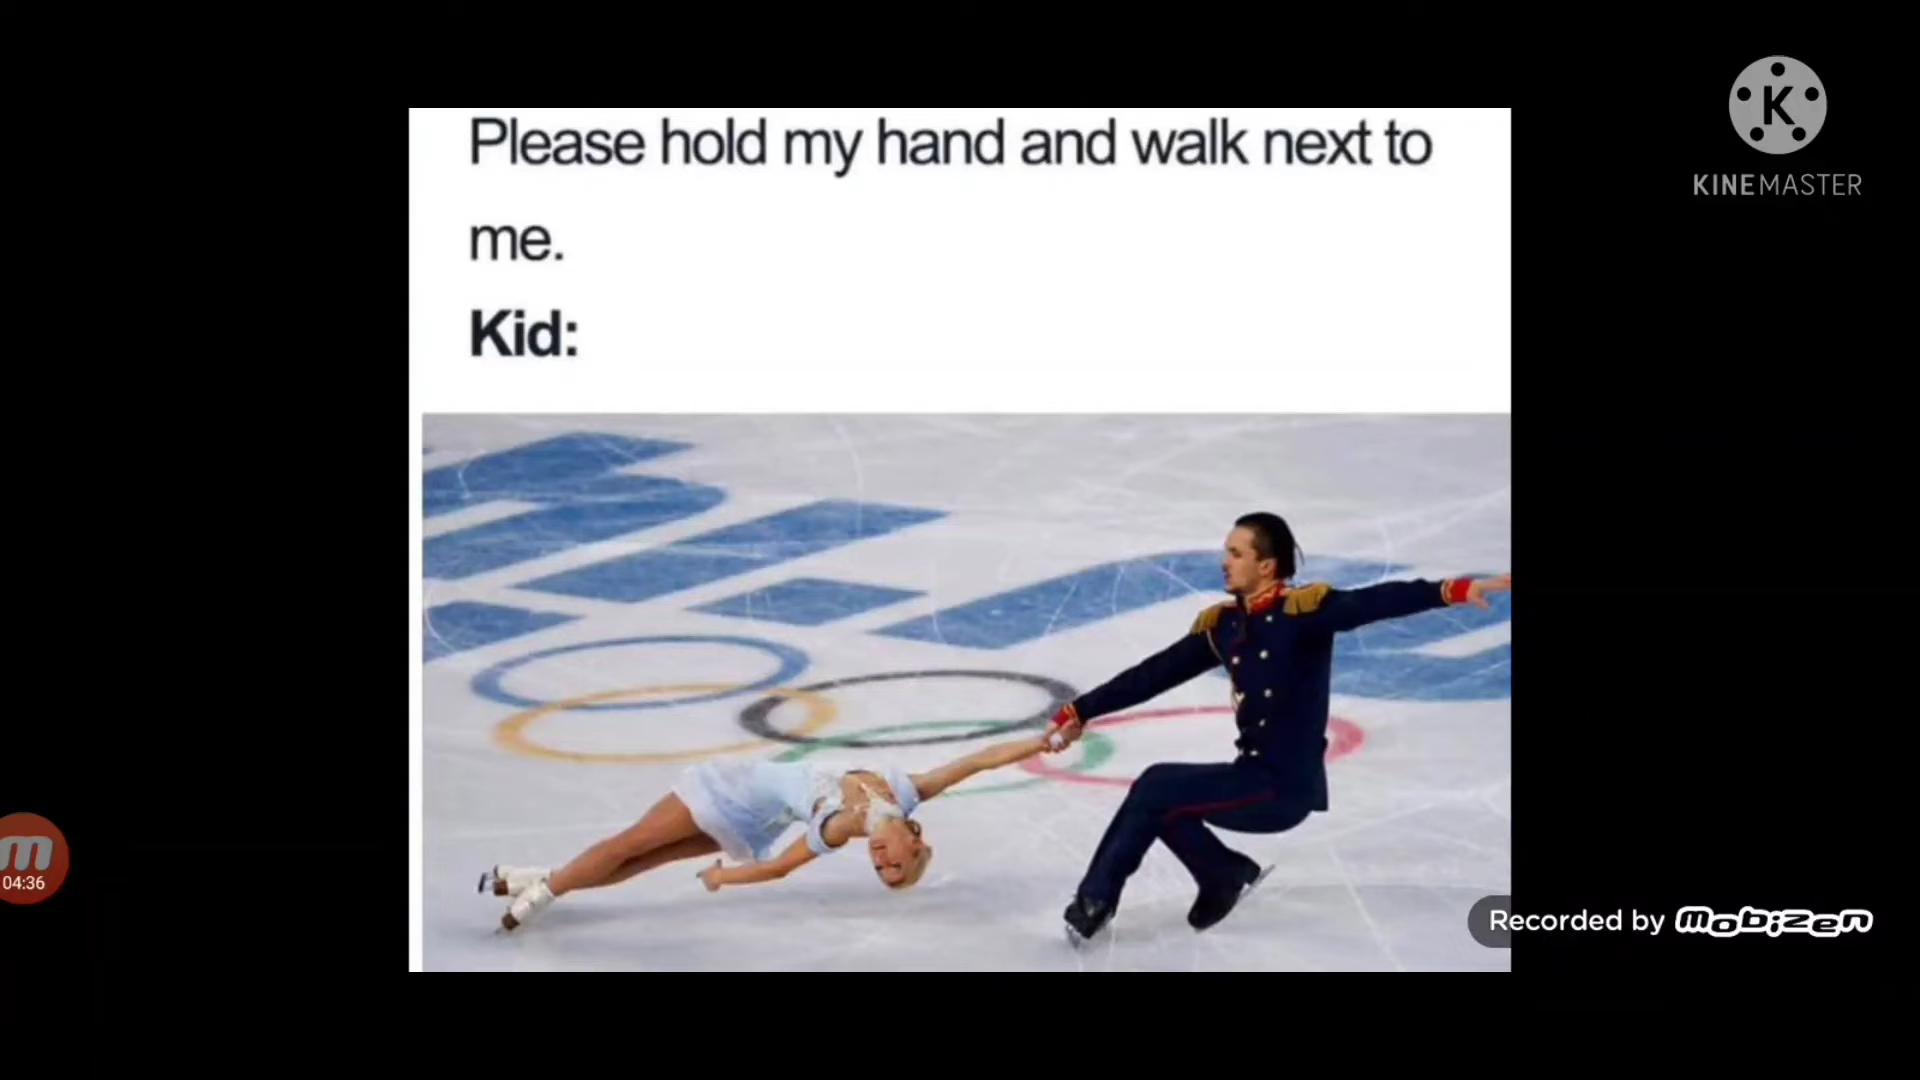 Please hold my hand and walk next to
me.
Kid:
K
KINEMASTER
m
04:36
Recorded by mobizen